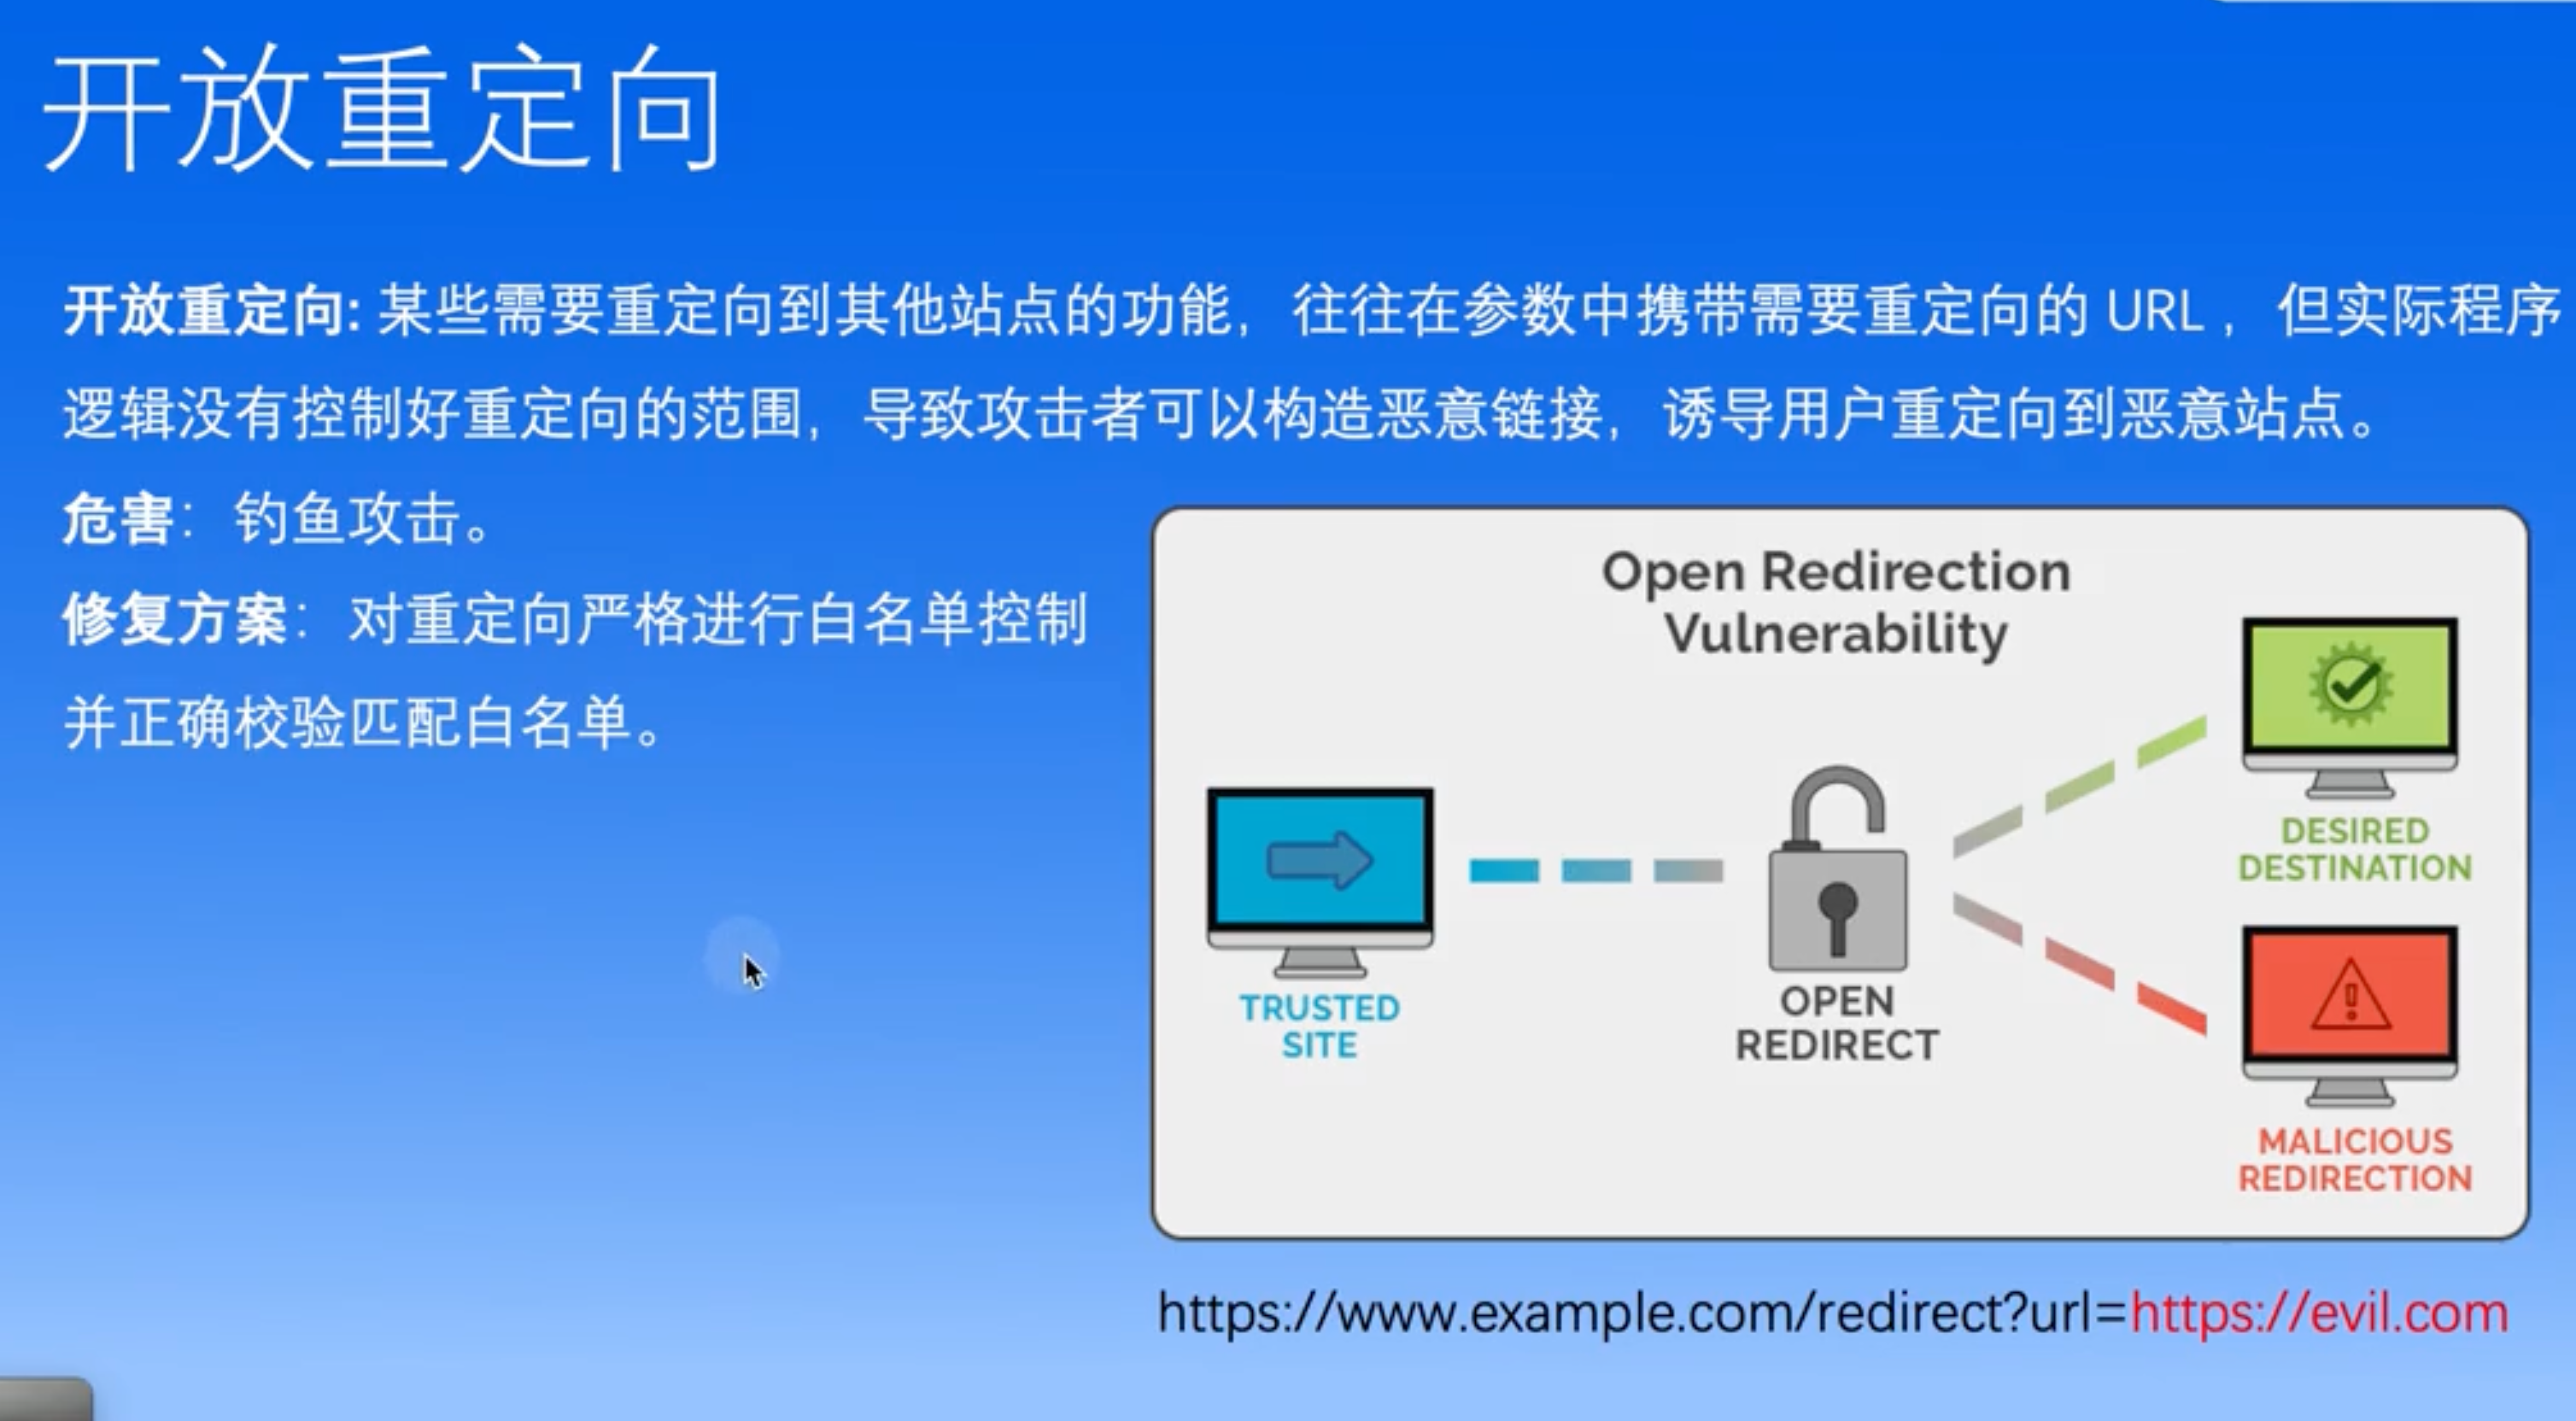 开放重定向
开放重定向: 某些需要重定向到其他站点的功能，往往在参数中携带需要重定向的 URL ，但实际程序
逻辑没有控制好重定向的范围，导致攻击者可以构造恶意链接，诱导用户重定向到恶意站点。
危害：钓鱼攻击。
修复方案：对重定向严格进行白名单控制
并正确校验匹配白名单。
Open Redirection
Vulnerability
TRUSTED
SITE
OPEN
REDIRECT
DESIRED
DESTINATION
MALICIOUS
REDIRECTION
https://www.example.com/redirect?url=https://evil.com